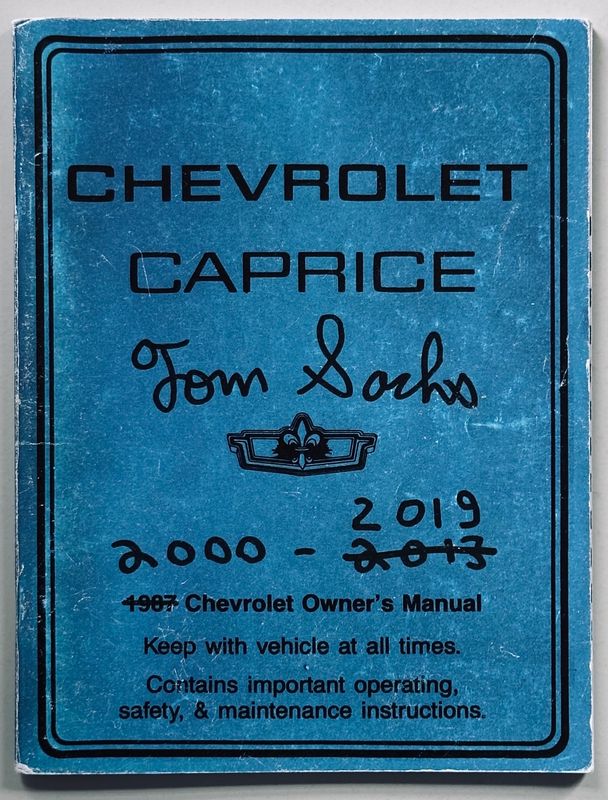 CHEVROLET
CAPRICE
Tom Sachs
2019
2000 - 2013
1987 Chevrolet Owner's Manual
Keep with vehicle at all times.
Contains important operating,
safety, & maintenance instructions.